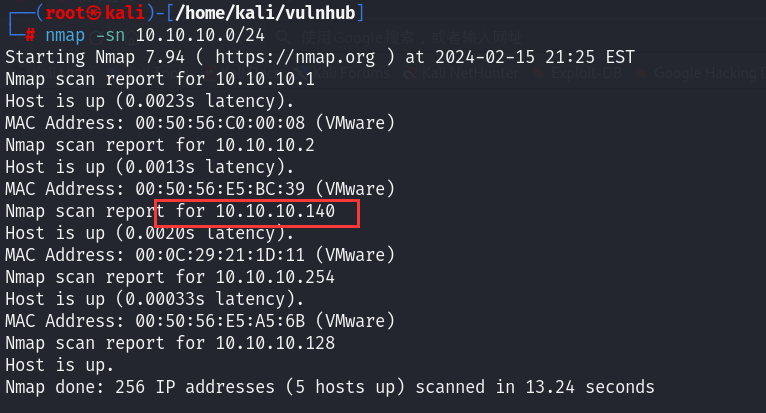 ┌──(root㉿kali)-[/home/kali/vulnhub]
└─# nmap -sn 10.10.10.0/24
Starting Nmap 7.94 ( https://nmap.org ) at 2024-02-15 21:25 EST
Nmap scan report for 10.10.10.1
Host is up (0.0023s latency).
MAC Address: 00:50:56:C0:00:08 (VMware)
Nmap scan report for 10.10.10.2
Host is up (0.0013s latency).
MAC Address: 00:50:56:E5:BC:39 (VMware)
Nmap scan report for 10.10.10.140
Host is up (0.0020s latency).
MAC Address: 00:0C:29:21:1D:11 (VMware)
Nmap scan report for 10.10.10.254
Host is up (0.00033s latency).
MAC Address: 00:50:56:E5:A5:6B (VMware)
Nmap scan report for 10.10.10.128
Host is up.
Nmap done: 256 IP addresses (5 hosts up) scanned in 13.24 seconds